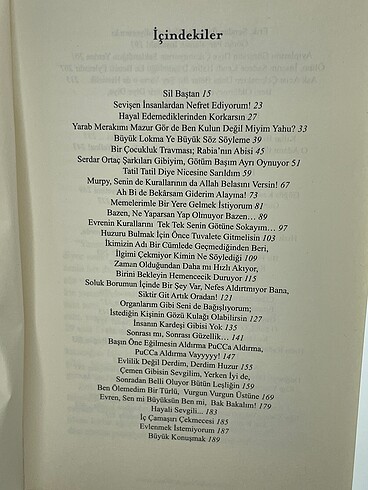 İçindekiler
Sil Baştan 15
Sevişen İnsanlardan Nefret Ediyorum! 23
Hayal Edemediklerinden Korkarsın 27
Yarab Merakımı Mazur Gör de Ben Kulun Değil Miyim Yahu? 33
Büyük Lokma Ye Büyük Söz Söyleme 39
Bir Çocukluk Travması; Rabia'nın Abisi 45
Serdar Ortaç Şarkıları Gibiyim, Götüm Başım Ayrı Oynuyor 51
Tatil Tatil Diye Nicesine Sarıldım 59
Murpy, Senin de Kurallarının da Allah Belasını Versin! 67
Ah Bi de Bekârsam Giderim Alayına! 73
Memelerimle Bir Yere Gelmek İstiyorum 81
Bazen, Ne Yaparsan Yap Olmuyor Bazen... 89
Evrenin Kurallarını Tek Tek Senin Götüne Sokayım... 97
Huzuru Bulmak İçin Önce Tuvalete Gitmelisin 103
İkimizin Adı Bir Cümlede Geçmediğinden Beri,
İlgimi Çekmiyor Kimin Ne Söylediği 109
Zaman Olduğundan Daha mı Hızlı Akıyor,
Birini Bekleyin Hemencecik Duruyor 115
Soluk Borumun İçinde Bir Şey Var, Nefes Aldırtmıyor Bana,
Siktir Git Artık Oradan! 121
Organlarım Gibi Seni de Bağışlıyorum;
İstediğin Kişinin Gözü Kulağı Olabilirsin 127
İnsanın Kardeşi Gibisi Yok 135
Sonrası mı, Sonrası Güzellik... 141
Başın Öne Eğilmesin Aldırma PuCCa Aldırma,
PuCCa Aldırma Vayyyyy! 147
Evlilik Değil Derdim, Derdim Huzur 155
Çemen Gibisin Sevgilim, Yerken İyi de,
Sonradan Belli Oluyor Bütün Leşliğin 159
Ben Ölemedim Bir Türlü, Vurgun Vurgun Üstüne 169
Evren, Sen mi Büyüksün Ben mi, Bak Bakalım! 179
Hayali Sevgili... 183
İç Çamaşırı Çekmecesi 185
Evlenmek İstemiyorum 187
Büyük Konuşmak 189